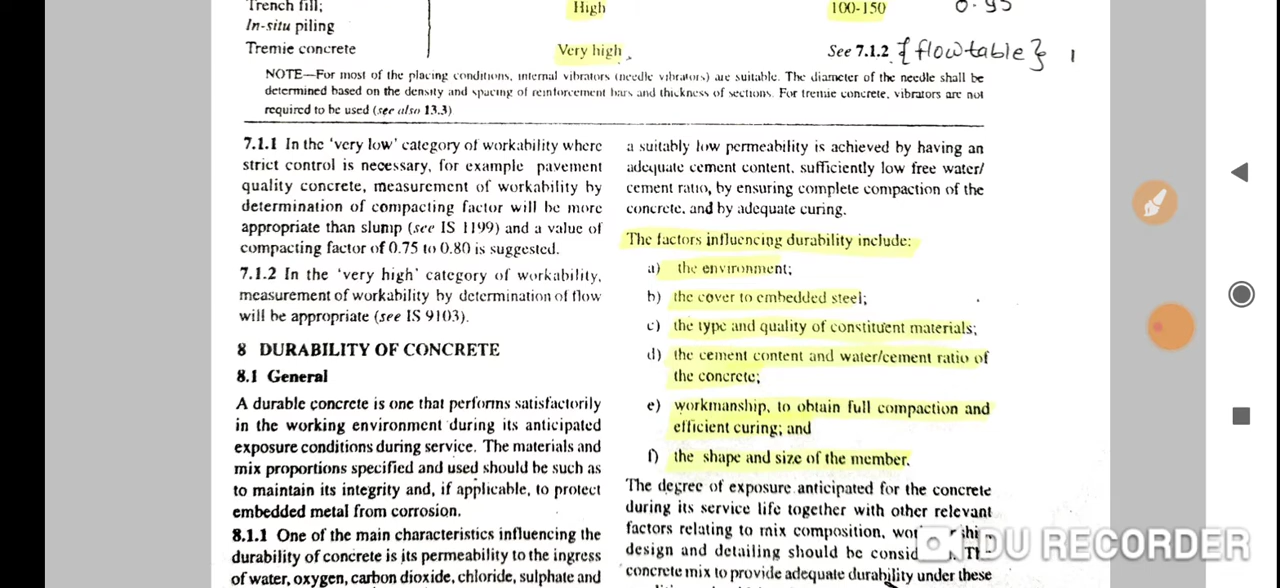 Trench fill;
High
100-150
0.95
In-situ piling
Tremie concrete
Very high
See 7.1.2 {flowtable}
NOTE—For most of the placing conditions, internal vibrators (needle vibrators) are suitable. The diameter of the needle shall be
determined based on the density and spacing of reinforcement bars and thickness of sections. For tremie concrete, vibrators are not
required to be used (see also 13.3)
7.1.1 In the 'very low' category of workability where
strict control is necessary, for example pavement
quality concrete, measurement of workability by
determination of compacting factor will be more
appropriate than slump (see IS 1199) and a value of
compacting factor of 0.75 to 0.80 is suggested.
7.1.2 In the 'very high' category of workability,
measurement of workability by determination of flow
will be appropriate (see IS 9103).
8 DURABILITY OF CONCRETE
8.1 General
A durable concrete is one that performs satisfactorily
in the working environment during its anticipated
exposure conditions during service. The materials and
mix proportions specified and used should be such as
to maintain its integrity and, if applicable, to protect
embedded metal from corrosion.
8.1.1 One of the main characteristics influencing the
durability of concrete is its permeability to the ingress
of water, oxygen, carbon dioxide, chloride, sulphate and
a suitably low permeability is achieved by having an
adequate cement content, sufficiently low free water/
cement ratio, by ensuring complete compaction of the
concrete, and by adequate curing.
The factors influencing durability include:
a) the environment;
b) the cover to embedded steel;
c) the type and quality of constituent materials;
d) the cement content and water/cement ratio of
the concrete;
e) workmanship, to obtain full compaction and
efficient curing; and
f) the shape and size of the member.
The degree of exposure anticipated for the concrete
during its service life together with other relevant
factors relating to mix composition,
design and detailing should be
concrete mix to provide adequate durability under these
DU RECORDER